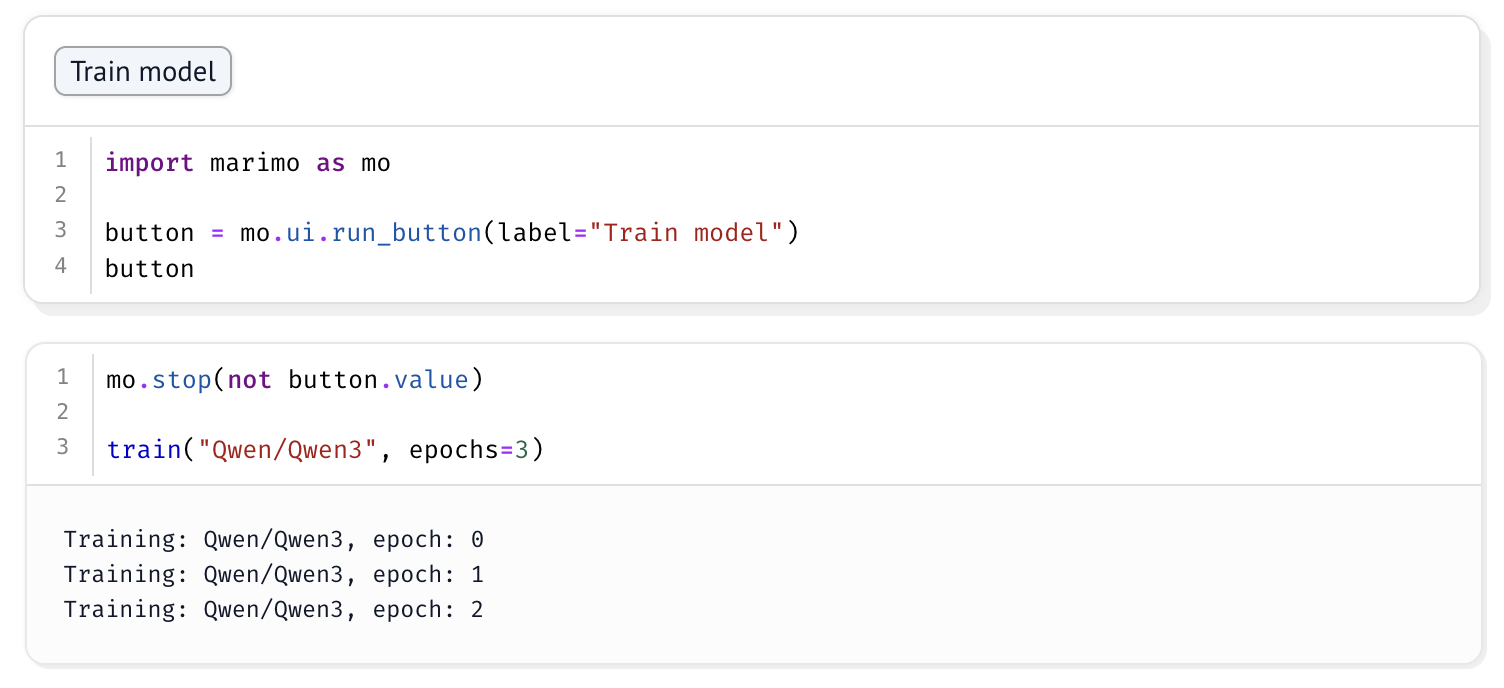 Train model
1 import marimo as mo
2
3 button = mo.ui.run_button(label="Train model")
4 button
1 mo.stop(not button.value)
2
3 train("Qwen/Qwen3", epochs=3)
Training: Qwen/Qwen3, epoch: 0
Training: Qwen/Qwen3, epoch: 1
Training: Qwen/Qwen3, epoch: 2